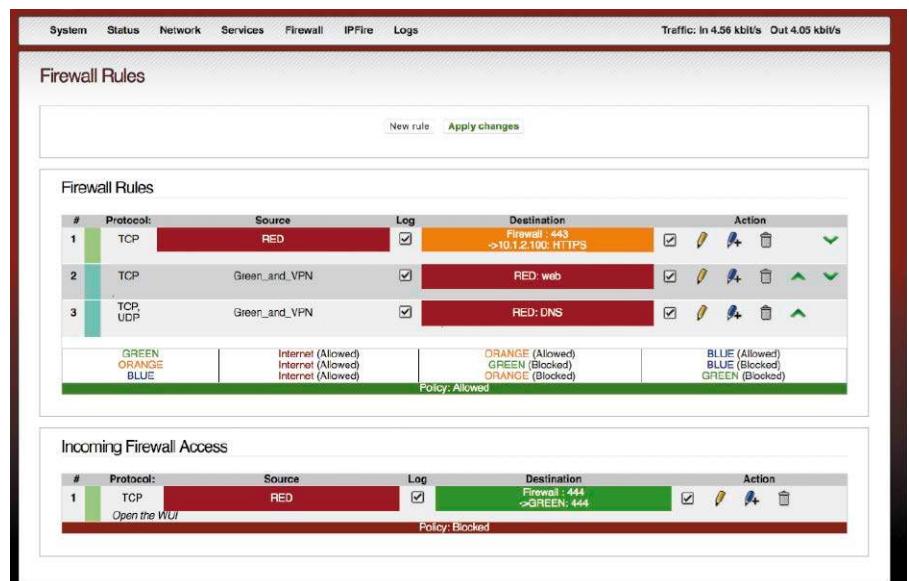 System Status Network Services Firewall IPFire Logs Traffic: In 4.56 kbit/s Out 4.05 kbit/s
Firewall Rules
New rule Apply changes
Firewall Rules
# Protocol: Source Log Destination Action
1 TCP RED Firewall : 443
->10.1.2.100: HTTPS
2 TCP Green_and_VPN RED: web
3 TCP, UDP Green_and_VPN RED: DNS
GREEN Internet (Allowed) ORANGE (Allowed) BLUE (Allowed)
ORANGE Internet (Allowed) GREEN (Blocked) BLUE (Blocked)
BLUE Internet (Allowed) ORANGE (Blocked) GREEN (Blocked)
Policy: Allowed
Incoming Firewall Access
# Protocol: Source Log Destination Action
1 TCP RED Firewall : 444
->GREEN: 444
Open the WUI
Policy: Blocked